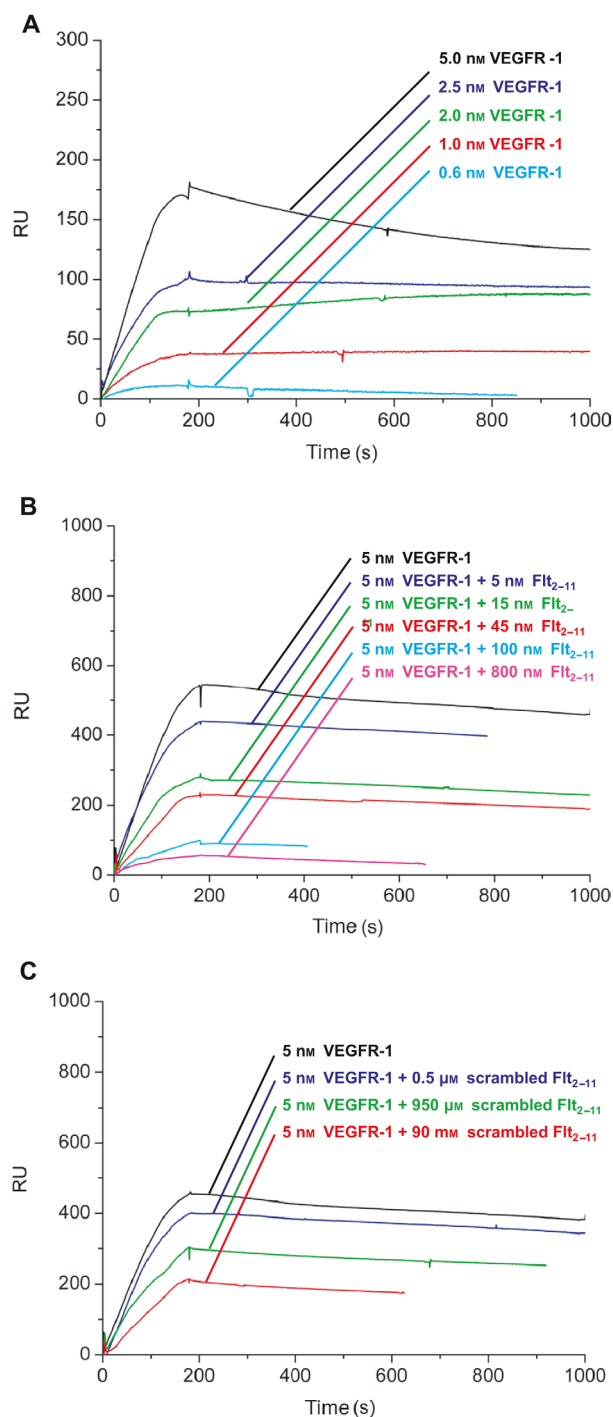 A
300
250
200
150
100
50
0
RU
5.0 nM VEGFR -1
2.5 nM VEGFR-1
2.0 nM VEGFR -1
1.0 nM VEGFR -1
0.6 nM VEGFR-1
0 200 400 600 800 1000
Time (s)
B
1000
800
600
400
200
0
RU
5 nM VEGFR-1
5 nM VEGFR-1 + 5 nM Flt2–11
5 nM VEGFR-1 + 15 nM Flt2–
5 nM VEGFR-1 + 45 nM Flt2–11
5 nM VEGFR-1 + 100 nM Flt2–11
5 nM VEGFR-1 + 800 nM Flt2–11
0 200 400 600 800 1000
Time (s)
C
1000
800
600
400
200
0
RU
5 nM VEGFR-1
5 nM VEGFR-1 + 0.5 μM scrambled Flt2–11
5 nM VEGFR-1 + 950 μM scrambled Flt2–11
5 nM VEGFR-1 + 90 mM scrambled Flt2–11
0 200 400 600 800 1000
Time (s)